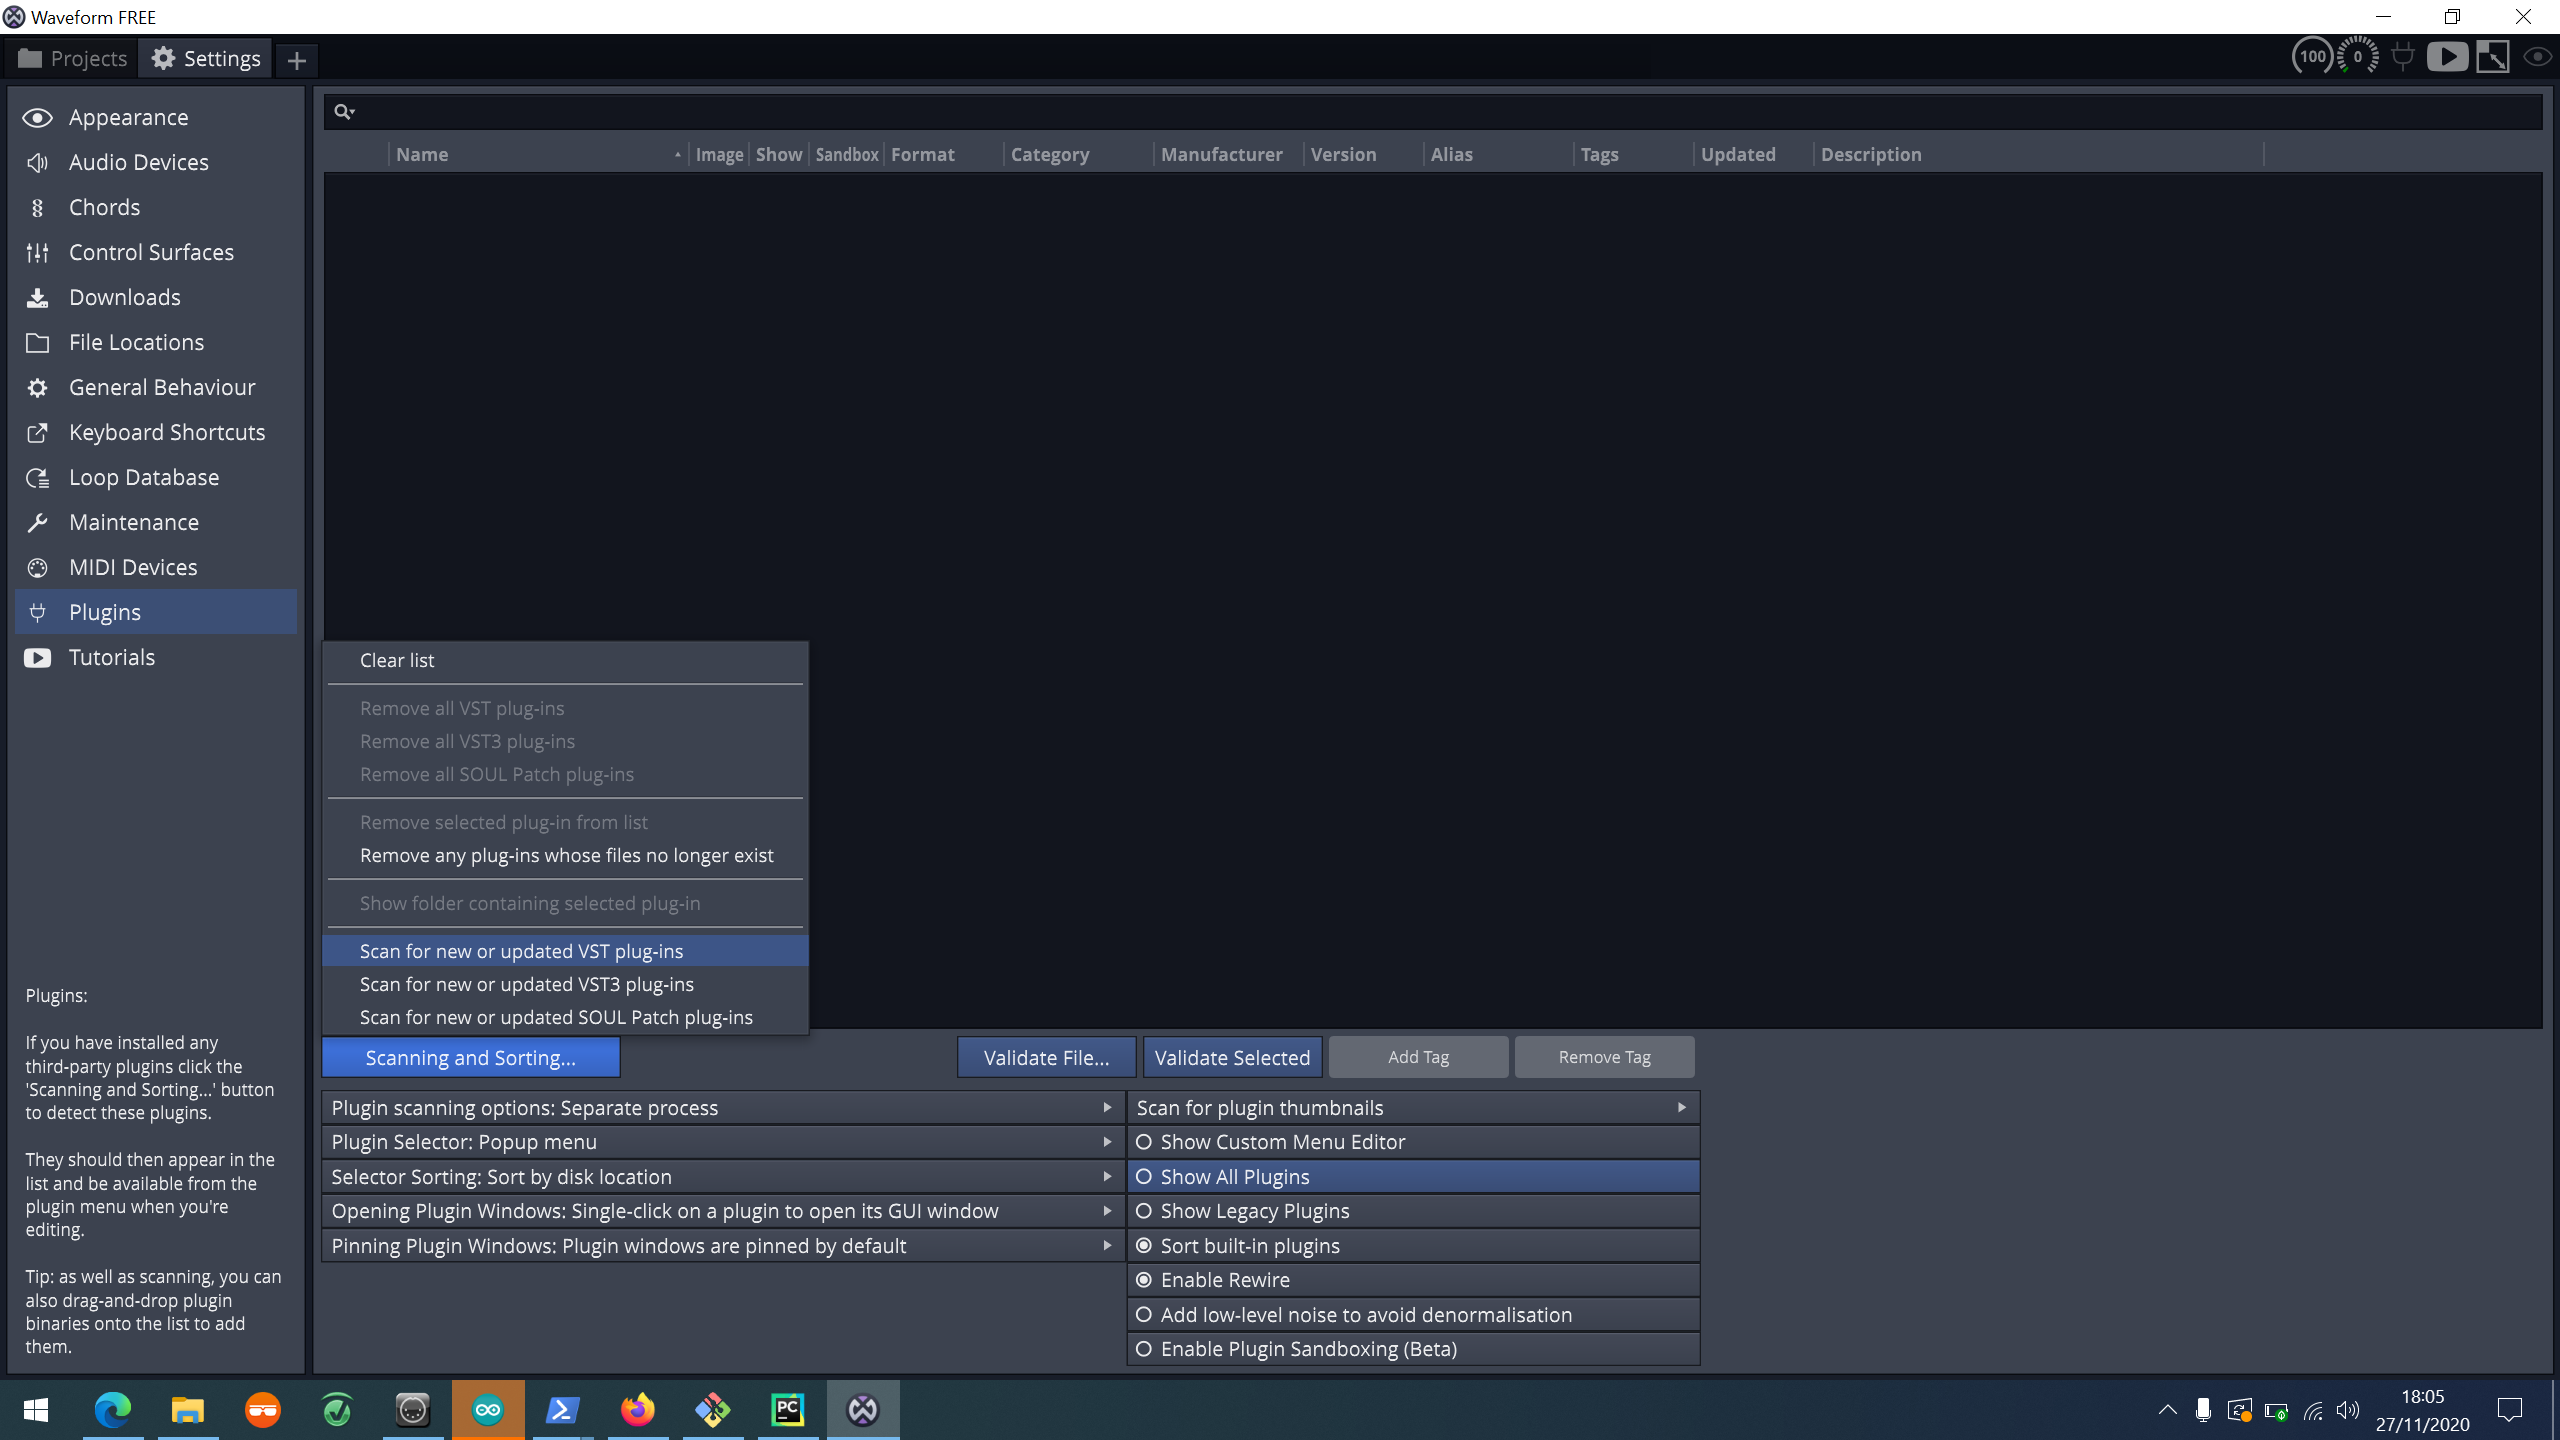 Waveform FREE
Projects
Settings
100
0
Appearance
Audio Devices
Chords
Control Surfaces
Downloads
File Locations
General Behaviour
Keyboard Shortcuts
Loop Database
Maintenance
MIDI Devices
Plugins
Tutorials
Name Image Show Sandbox Format Category Manufacturer Version Alias Tags Updated Description
Clear list
Remove all VST plug-ins
Remove all VST3 plug-ins
Remove all SOUL Patch plug-ins
Remove selected plug-in from list
Remove any plug-ins whose files no longer exist
Show folder containing selected plug-in
Scan for new or updated VST plug-ins
Scan for new or updated VST3 plug-ins
Scan for new or updated SOUL Patch plug-ins
Scanning and Sorting...
Validate File...
Validate Selected
Add Tag
Remove Tag
Plugin scanning options: Separate process
Plugin Selector: Popup menu
Selector Sorting: Sort by disk location
Opening Plugin Windows: Single-click on a plugin to open its GUI window
Pinning Plugin Windows: Plugin windows are pinned by default
Scan for plugin thumbnails
Show Custom Menu Editor
Show All Plugins
Show Legacy Plugins
Sort built-in plugins
Enable Rewire
Add low-level noise to avoid denormalisation
Enable Plugin Sandboxing (Beta)
Plugins:
If you have installed any
third-party plugins click the
'Scanning and Sorting...' button
to detect these plugins.
They should then appear in the
list and be available from the
plugin menu when you're
editing.
Tip: as well as scanning, you can
also drag-and-drop plugin
binaries onto the list to add
them.
PC
18:05
27/11/2020